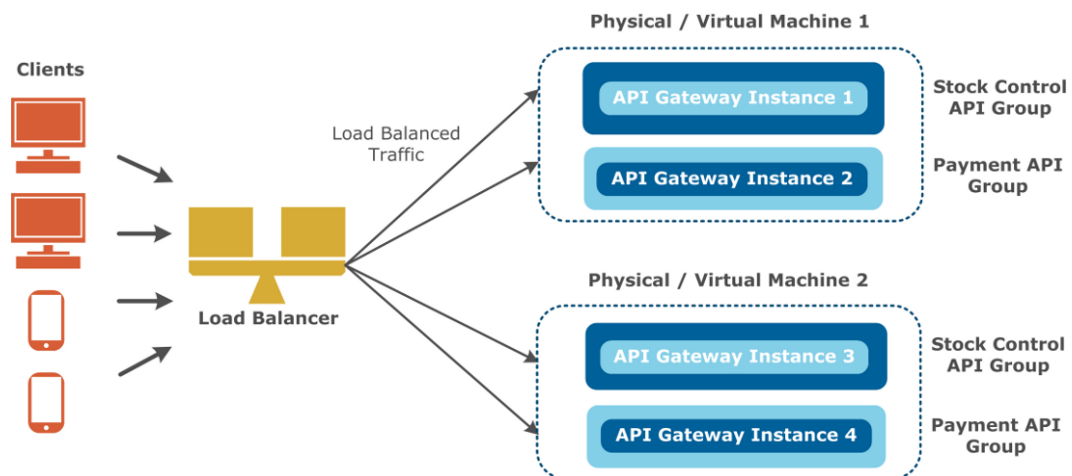 Physical / Virtual Machine 1
Clients
API Gateway Instance 1
Stock Control
API Group
Load Balanced
Traffic
API Gateway Instance 2
Payment API
Group
Load Balancer
Physical / Virtual Machine 2
API Gateway Instance 3
Stock Control
API Group
API Gateway Instance 4
Payment API
Group